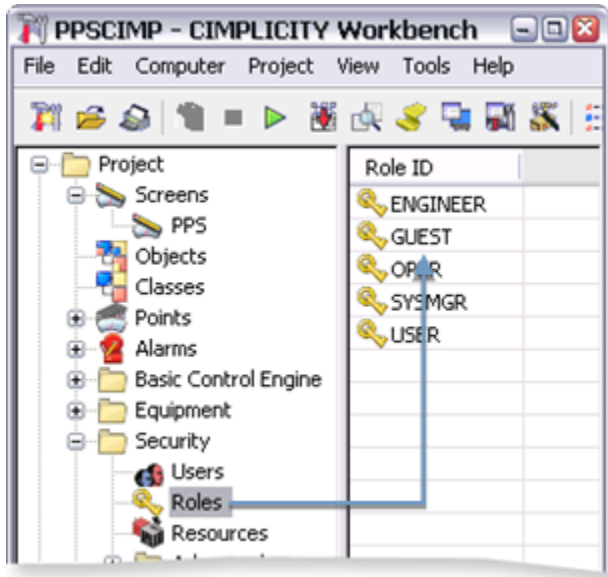 PPSCIMP - CIMPLICITY Workbench
File Edit Computer Project View Tools Help
Project
Screens
PPS
Objects
Classes
Points
Alarms
Basic Control Engine
Equipment
Security
Users
Roles
Resources
Role ID
ENGINEER
GUEST
SYSMGR
USER